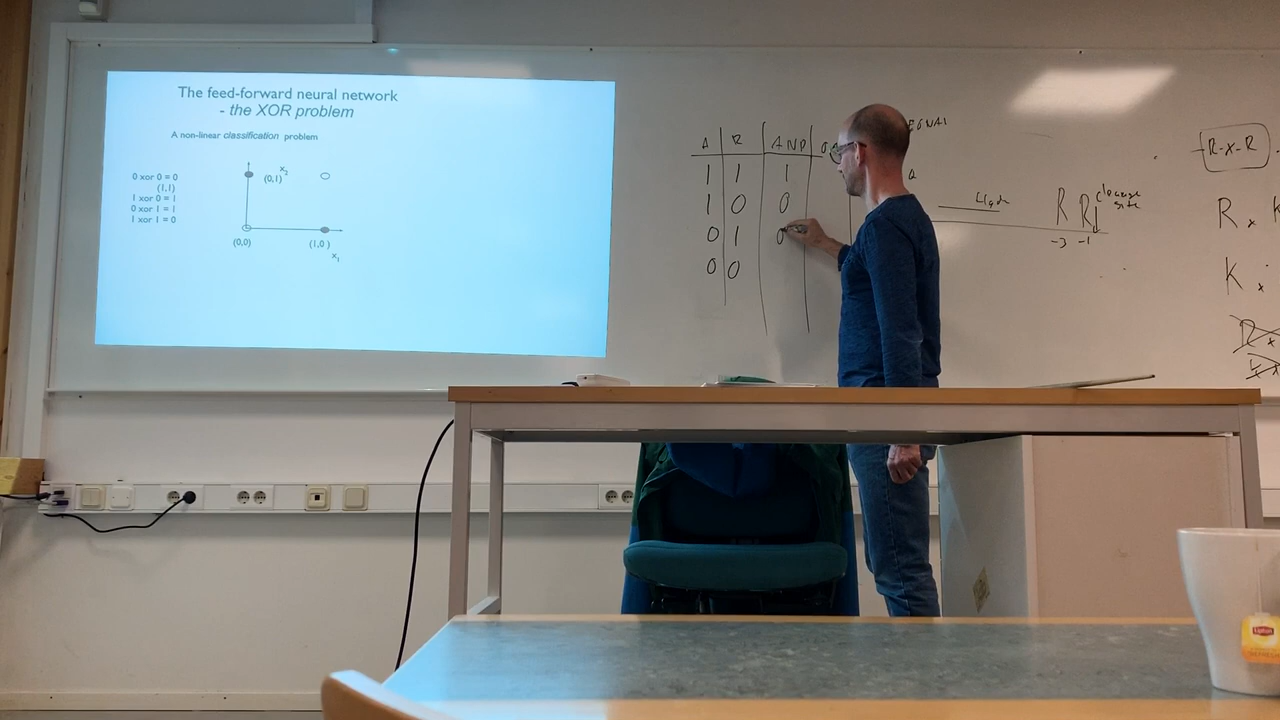 The feed-forward neural network
- the XOR problem
A non-linear classification problem
0 xor 0 = 0
(1,1)
1 xor 0 = 1
0 xor 1 = 1
1 xor 1 = 0
x2
(0,1)
(0,0)
(1,0)
x1
A B AND
1 1 1
1 0 0
0 1 0
0 0
R R cleavage site
-3 -1
R-X-R
R x K
K x
Lipton